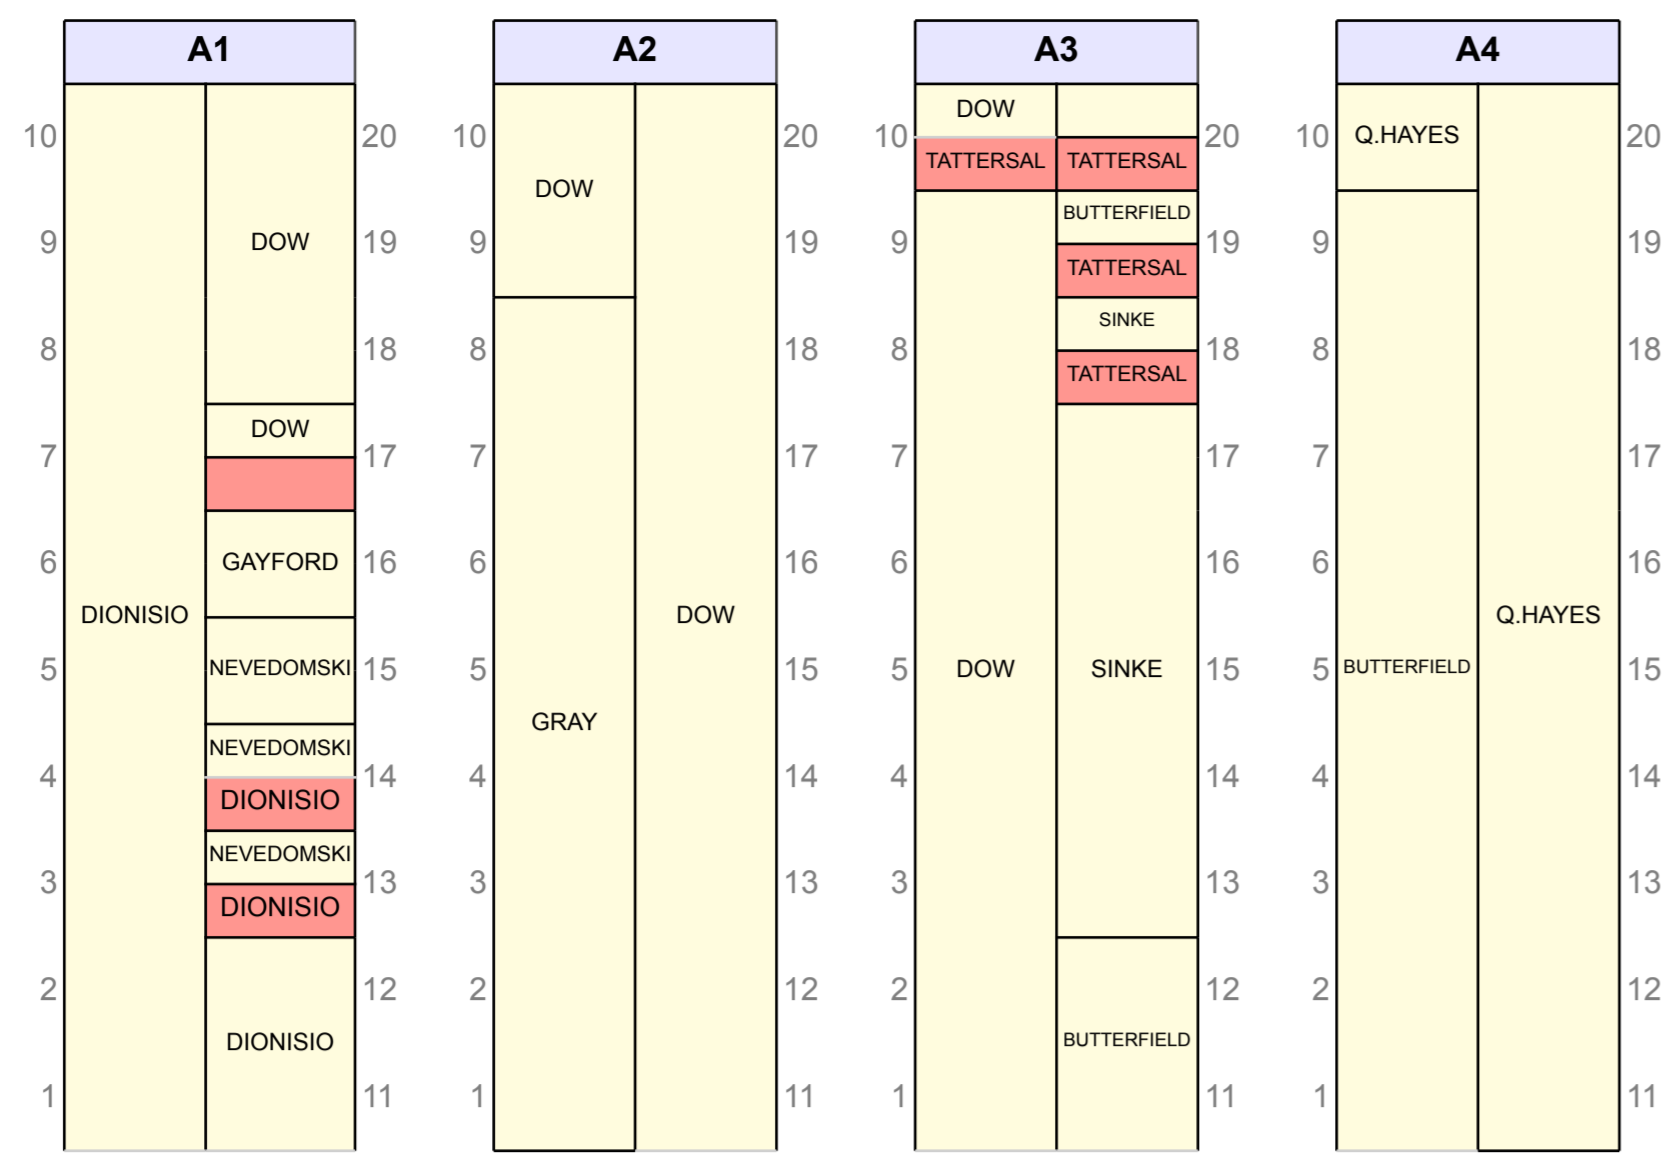 A1 A2 A3 A4
DOW
10 20 10 20 10 20 10 Q.HAYES 20
TATTERSAL TATTERSAL
DOW
BUTTERFIELD
9 DOW 19 9 19 9 19 9 19
TATTERSAL
SINKE
8 18 8 18 8 18 8 18
TATTERSAL
DOW
7 17 7 17 7 17 7 17
6 GAYFORD 16 6 16 6 16 6 16
DIONISIO DOW Q.HAYES
5 NEVEDOMSKI 15 5 15 5 DOW SINKE 15 5 BUTTERFIELD 15
GRAY
NEVEDOMSKI
4 14 4 14 4 14 4 14
DIONISIO
NEVEDOMSKI
3 13 3 13 3 13 3 13
DIONISIO
2 12 2 12 2 12 2 12
DIONISIO BUTTERFIELD
1 11 1 11 1 11 1 11